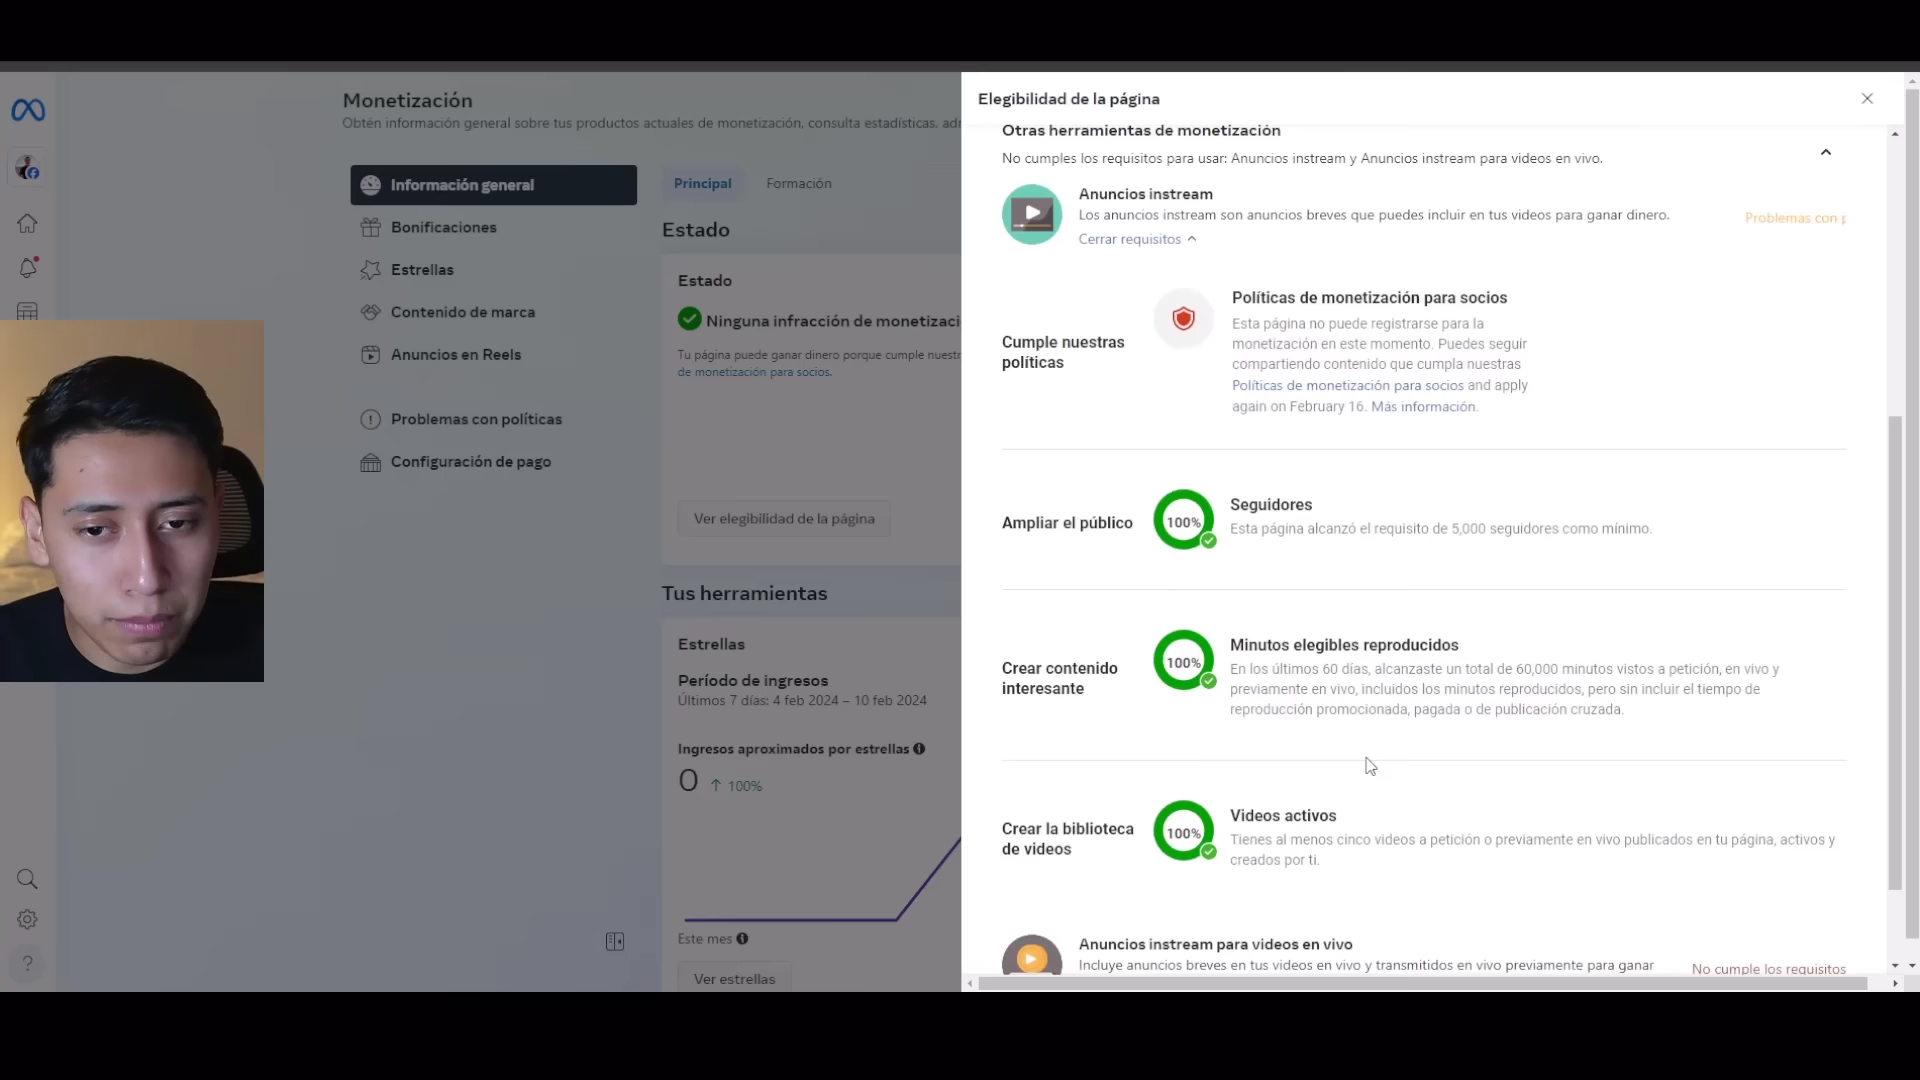 Monetización
Obtén información general sobre tus productos actuales de monetización, consulta estadísticas.
Información general
Bonificaciones
Estrellas
Contenido de marca
Anuncios en Reels
Problemas con políticas
Configuración de pago
Principal
Formación
Estado
Estado
Ninguna infracción de monetizaci
Tu página puede ganar dinero porque cumple nuestr
de monetización para socios.
Ver elegibilidad de la página
Tus herramientas
Estrellas
Período de ingresos
Últimos 7 días: 4 feb 2024 – 10 feb 2024
Ingresos aproximados por estrellas
0 ↑ 100%
Este mes
Ver estrellas
Elegibilidad de la página
Otras herramientas de monetización
No cumples los requisitos para usar: Anuncios instream y Anuncios instream para videos en vivo.
Anuncios instream
Los anuncios instream son anuncios breves que puedes incluir en tus videos para ganar dinero.
Problemas con p
Cerrar requisitos
Cumple nuestras
políticas
Políticas de monetización para socios
Esta página no puede registrarse para la
monetización en este momento. Puedes seguir
compartiendo contenido que cumpla nuestras
Políticas de monetización para socios and apply
again on February 16. Más información.
Ampliar el público
100%
Seguidores
Esta página alcanzó el requisito de 5,000 seguidores como mínimo.
Crear contenido
interesante
100%
Minutos elegibles reproducidos
En los últimos 60 días, alcanzaste un total de 60,000 minutos vistos a petición, en vivo y
previamente en vivo, incluidos los minutos reproducidos, pero sin incluir el tiempo de
reproducción promocionada, pagada o de publicación cruzada.
Crear la biblioteca
de videos
100%
Videos activos
Tienes al menos cinco videos a petición o previamente en vivo publicados en tu página, activos y
creados por ti.
Anuncios instream para videos en vivo
Incluye anuncios breves en tus videos en vivo y transmitidos en vivo previamente para ganar
No cumple los requisitos